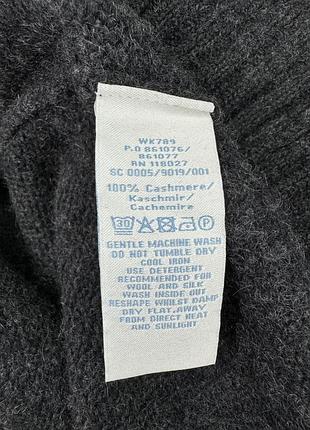 WK789
P.O 861076/
861077
RN 118027
SC 0005/9019/001
100% Cashmere/
Kaschmir/
Cachemire
30 P
GENTLE MACHINE WASH
DO NOT TUMBLE DRY
COOL IRON
USE DETERGENT
RECOMMENDED FOR
WOOL AND SILK
WASH INSIDE OUT
RESHAPE WHILST DAMP
DRY FLAT,AWAY
FROM DIRECT HEAT
AND SUNLIGHT